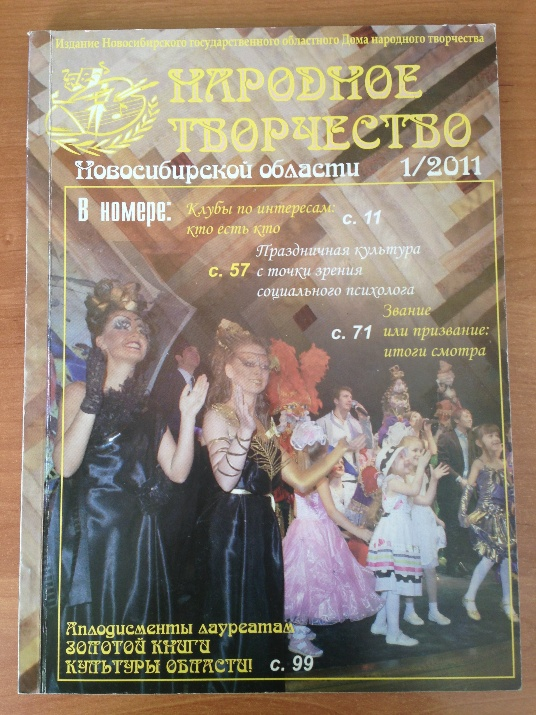 Издание Новосибирского государственного областного Дома народного творчества
НАРОДНОЕ
ТВОРЧЕСТВО
Новосибирской области 1/2011
В номере:
Клубы по интересам:
кто есть кто
с. 11
Праздничная культура
с. 57 с точки зрения
социального психолога
Звание
с. 71 или призвание:
итоги смотра
Аплодисменты лауреатам
ЗОЛОТОЙ КНИГИ
КУЛЬТУРЫ ОБЛАСТИ! с. 99